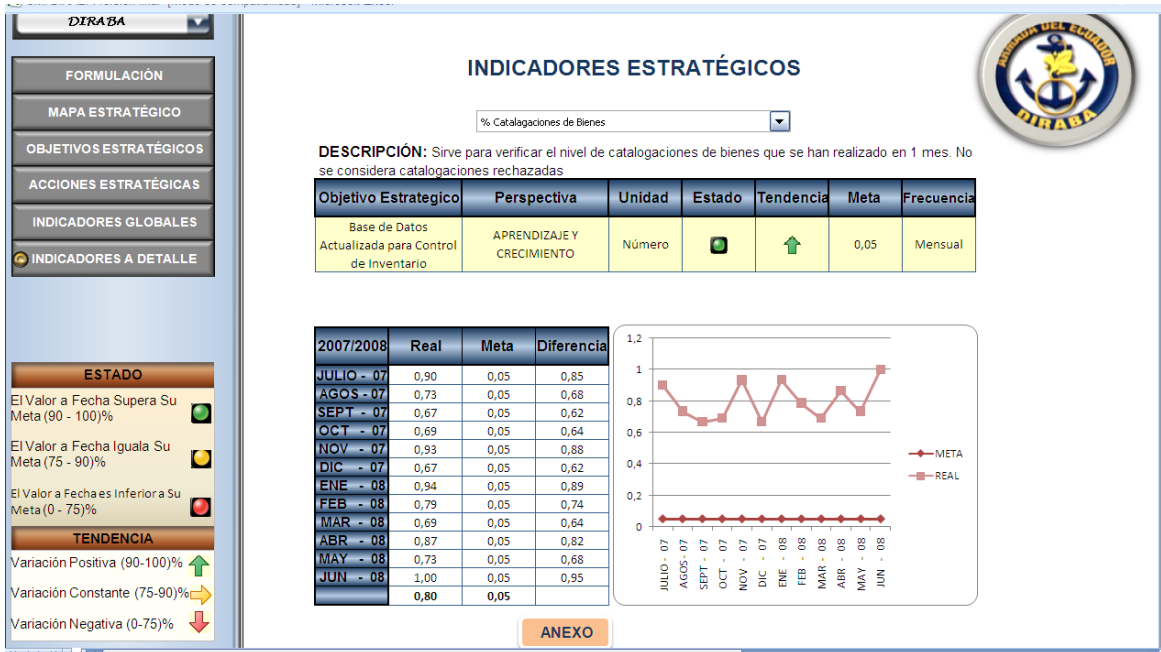 DIRABA
FORMULACIÓN
MAPA ESTRATÉGICO
OBJETIVOS ESTRATÉGICOS
ACCIONES ESTRATÉGICAS
INDICADORES GLOBALES
INDICADORES A DETALLE
ESTADO
El Valor a Fecha Supera Su
Meta (90 - 100)%
El Valor a Fecha Iguala Su
Meta (75 - 90)%
El Valor a Fecha es Inferior a Su
Meta (0 - 75)%
TENDENCIA
Variación Positiva (90-100)%
Variación Constante (75-90)%
Variación Negativa (0-75)%
INDICADORES ESTRATÉGICOS
ARMADA DEL ECUADOR
DIRABA
% Catalagaciones de Bienes
DESCRIPCIÓN: Sirve para verificar el nivel de catalogaciones de bienes que se han realizado en 1 mes. No
se considera catalogaciones rechazadas
Objetivo Estrategico Perspectiva Unidad Estado Tendencia Meta Frecuencia
Base de Datos
Actualizada para Control
de Inventario
APRENDIZAJE Y
CRECIMIENTO
Número 0,05 Mensual
2007/2008 Real Meta Diferencia
JULIO - 07 0,90 0,05 0,85
AGOS - 07 0,73 0,05 0,68
SEPT - 07 0,67 0,05 0,62
OCT - 07 0,69 0,05 0,64
NOV - 07 0,93 0,05 0,88
DIC - 07 0,67 0,05 0,62
ENE - 08 0,94 0,05 0,89
FEB - 08 0,79 0,05 0,74
MAR - 08 0,69 0,05 0,64
ABR - 08 0,87 0,05 0,82
MAY - 08 0,73 0,05 0,68
JUN - 08 1,00 0,05 0,95
0,80 0,05
1,2
1
0,8
0,6
0,4
0,2
0
JULIO - 07
AGOS - 07
SEPT - 07
OCT - 07
NOV - 07
DIC - 07
ENE - 08
FEB - 08
MAR - 08
ABR - 08
MAY - 08
JUN - 08
META
REAL
ANEXO